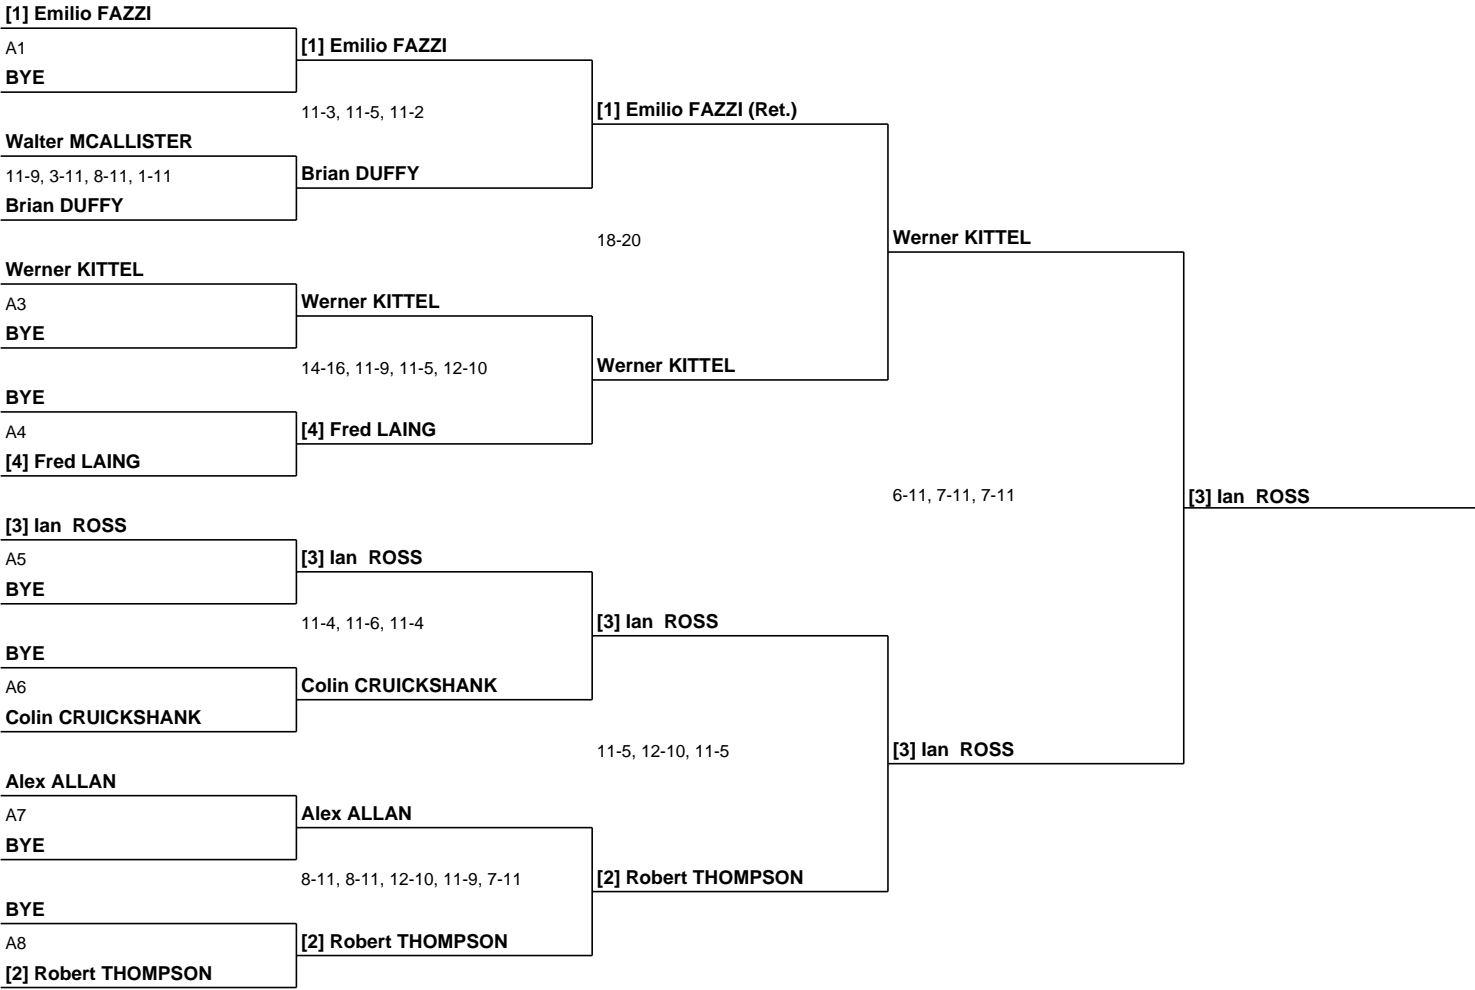 [1] Emilio FAZZI
A1
BYE
Walter MCALLISTER
11-9, 3-11, 8-11, 1-11
Brian DUFFY
Werner KITTEL
A3
BYE
BYE
A4
[4] Fred LAING
[3] Ian  ROSS
A5
BYE
BYE
A6
Colin CRUICKSHANK
Alex ALLAN
A7
BYE
BYE
A8
[2] Robert THOMPSON
[1] Emilio FAZZI
11-3, 11-5, 11-2
Brian DUFFY
Werner KITTEL
14-16, 11-9, 11-5, 12-10
[4] Fred LAING
[3] Ian  ROSS
11-4, 11-6, 11-4
Colin CRUICKSHANK
Alex ALLAN
8-11, 8-11, 12-10, 11-9, 7-11
[2] Robert THOMPSON
[1] Emilio FAZZI (Ret.)
18-20
Werner KITTEL
[3] Ian  ROSS
11-5, 12-10, 11-5
[2] Robert THOMPSON
Werner KITTEL
6-11, 7-11, 7-11
[3] Ian  ROSS
[3] Ian  ROSS